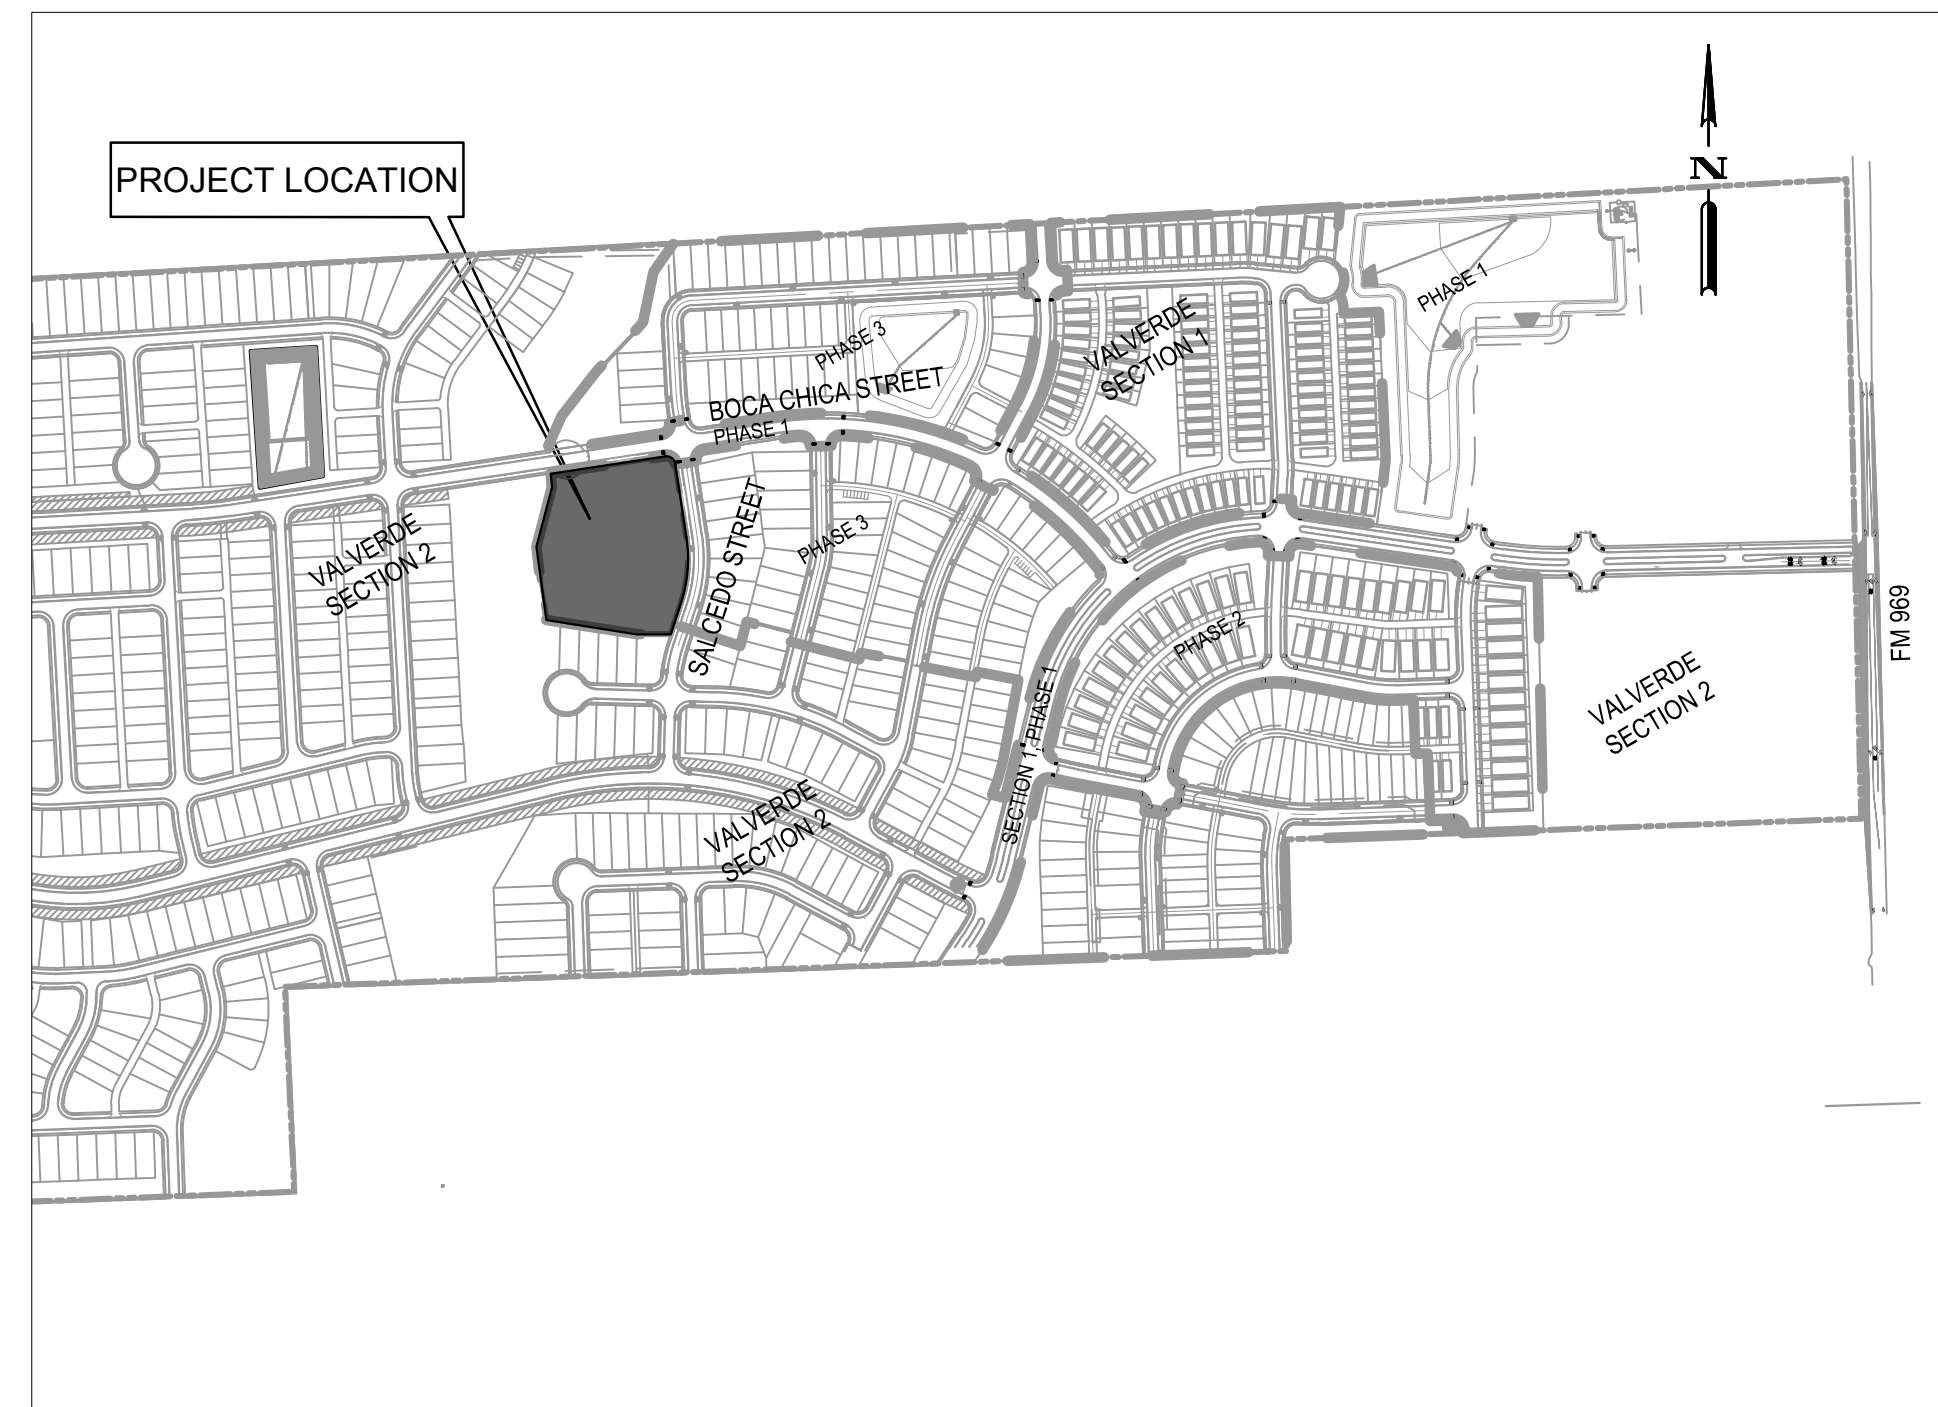 N
PROJECT LOCATION
PHASE 1
PHASE 3
VALVERDE
SECTION 1
BOCA CHICA STREET
PHASE 1
SALCEDO STREET
PHASE 3
VALVERDE
SECTION 2
PHASE 2
FM 969
VALVERDE
SECTION 2
SECTION 1, PHASE 1
VALVERDE
SECTION 2